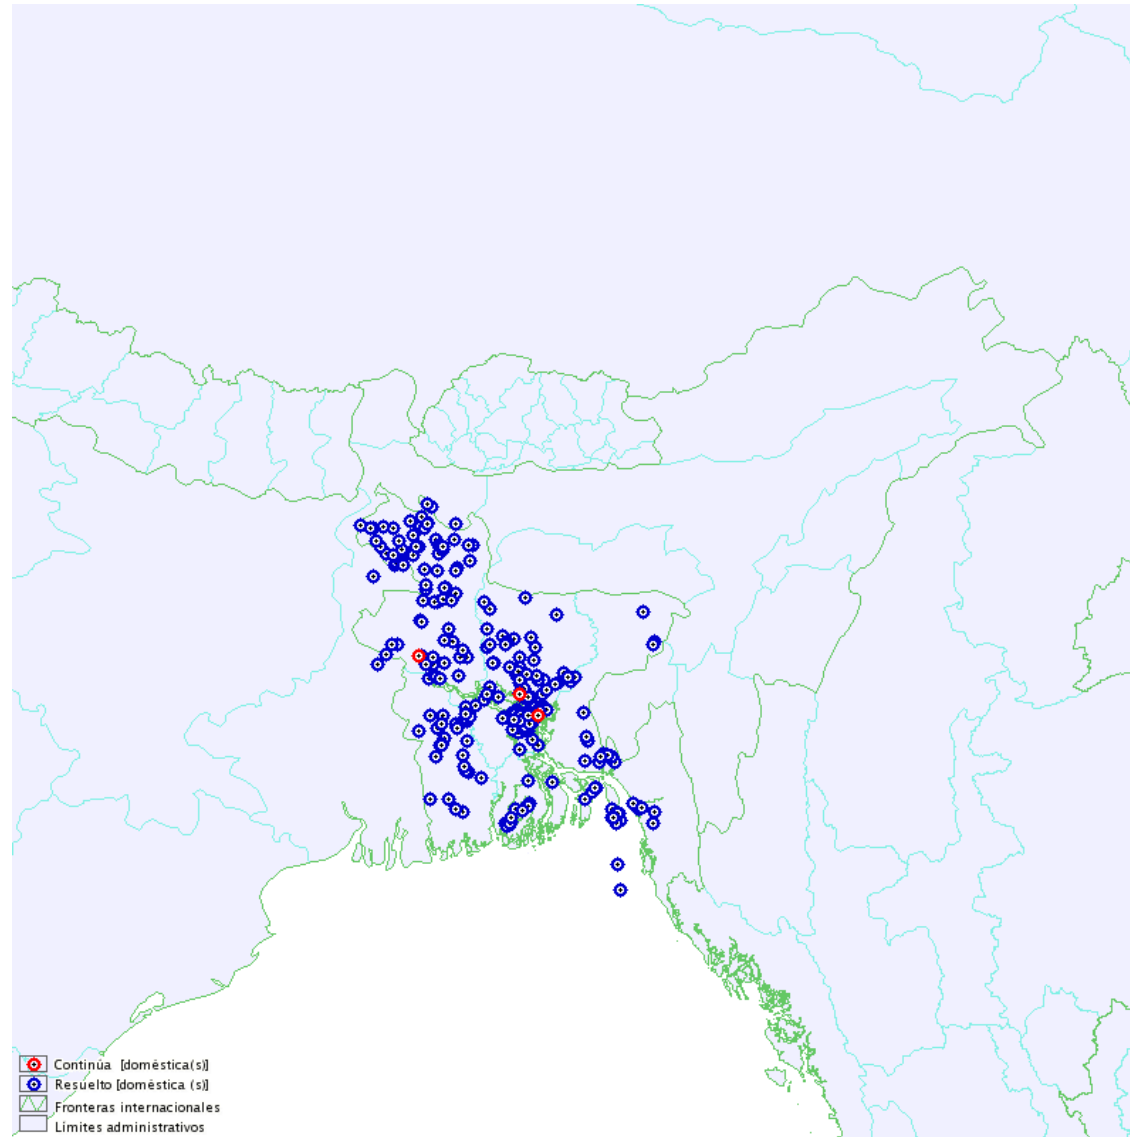 Continúa [doméstica(s)]
Resuelto [doméstica (s)]
Fronteras internacionales
Límites administrativos